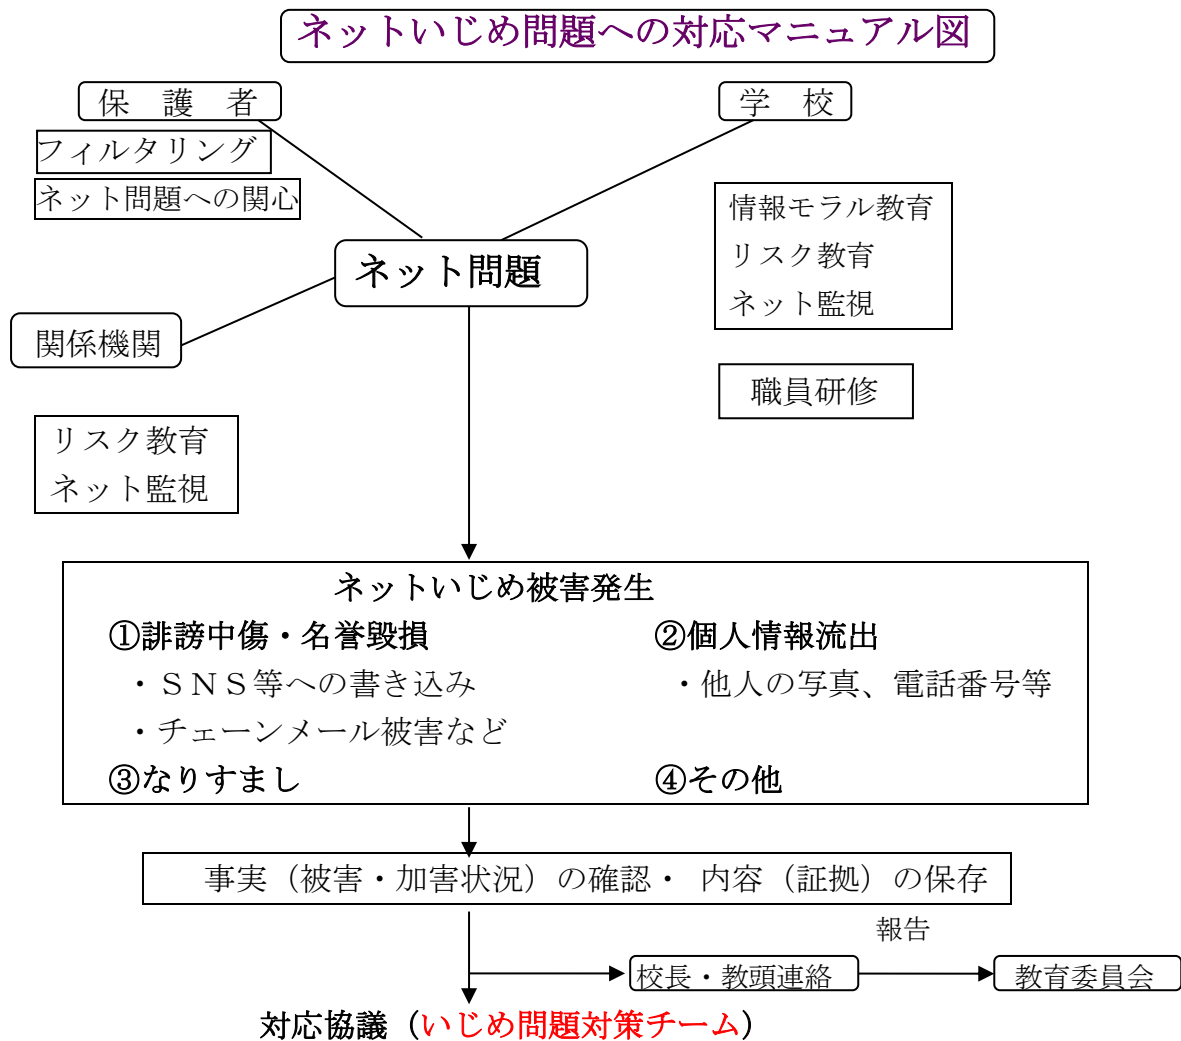 ネットいじめ問題への対応マニュアル図
保　護　者
学　校
フィルタリング
ネット問題への関心
情報モラル教育
リスク教育
ネット監視
ネット問題
関係機関
職員研修
リスク教育
ネット監視
ネットいじめ被害発生
①誹謗中傷・名誉毀損
②個人情報流出
・ＳＮＳ等への書き込み
・他人の写真、電話番号等
・チェーンメール被害など
③なりすまし
④その他
事実（被害・加害状況）の確認・ 内容（証拠）の保存
報告
校長・教頭連絡
教育委員会
対応協議（いじめ問題対策チーム）